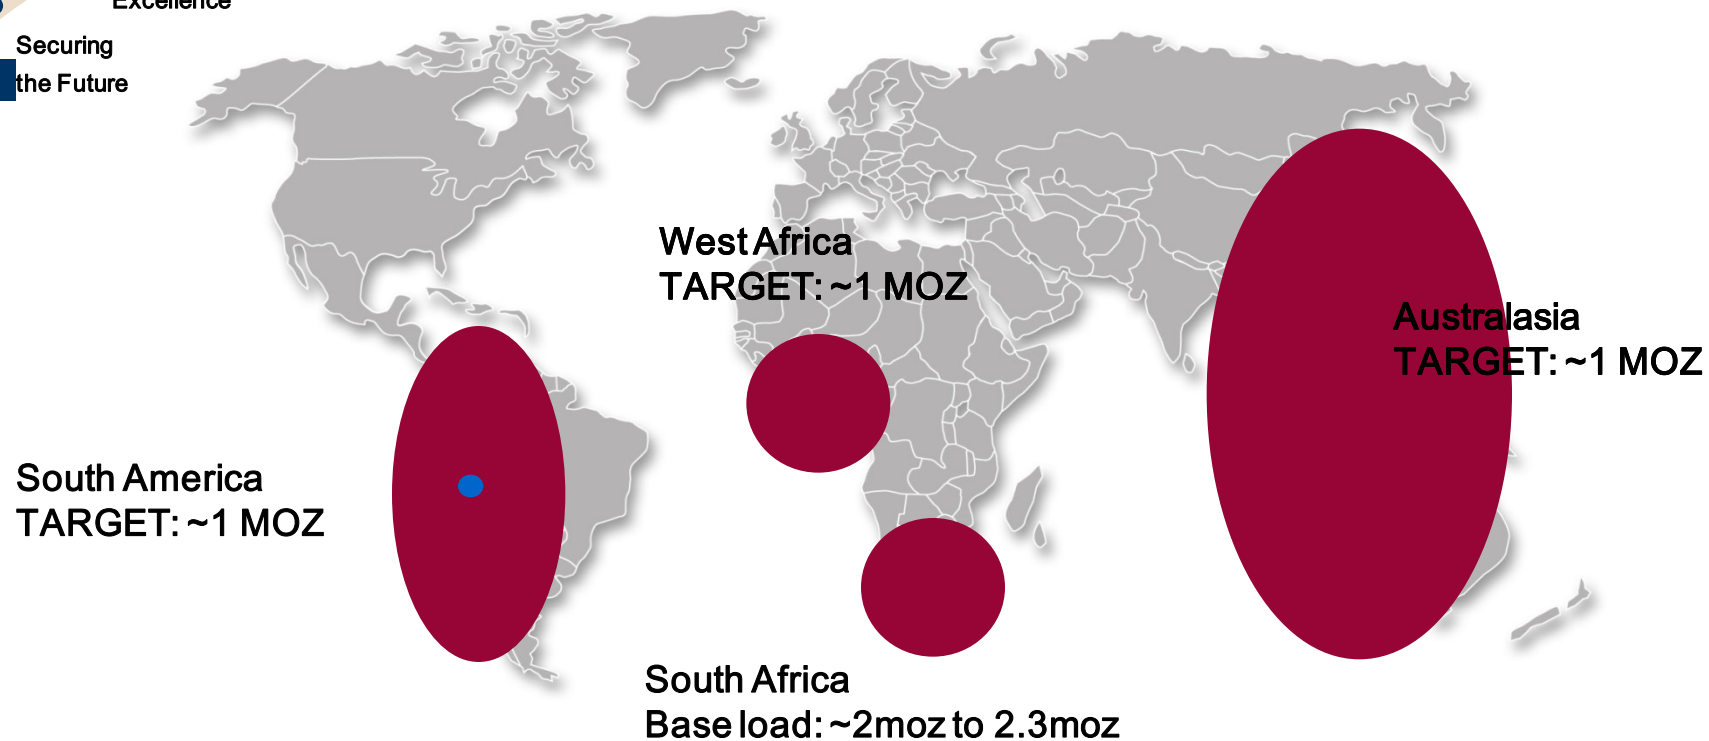 Excellence
Securing
the Future
West Africa
TARGET: ~1 MOZ
Australasia
TARGET: ~1 MOZ
South America
TARGET: ~1 MOZ
South Africa
Base load: ~2moz to 2.3moz